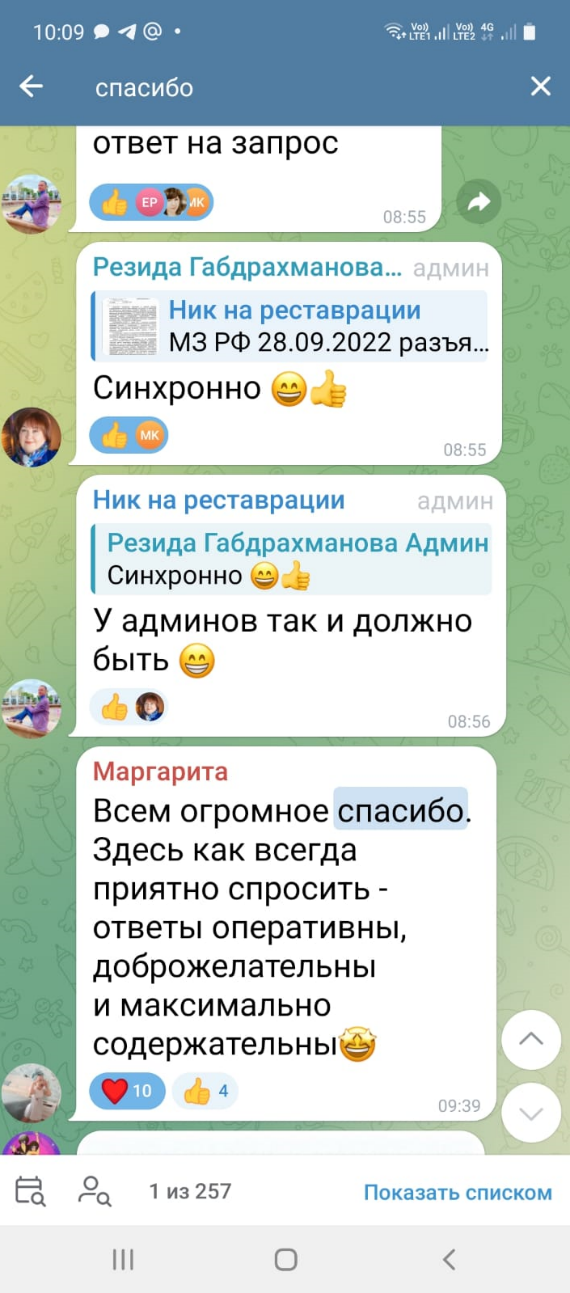 10:09
Vo)) LTE1 Vo)) LTE2 4G
спасибо
ответ на запрос
EP МК
08:55
Резида Габдрахманова... админ
Ник на реставрации
МЗ РФ 28.09.2022 разъя...
Синхронно 😄👍
МК
08:55
Ник на реставрации админ
Резида Габдрахманова Админ
Синхронно 😄👍
У админов так и должно
быть 😁
08:56
Маргарита
Всем огромное спасибо.
Здесь как всегда
приятно спросить -
ответы оперативны,
доброжелательны
и максимально
содержательны🤩
❤ 10 👍 4
09:39
1 из 257
Показать списком